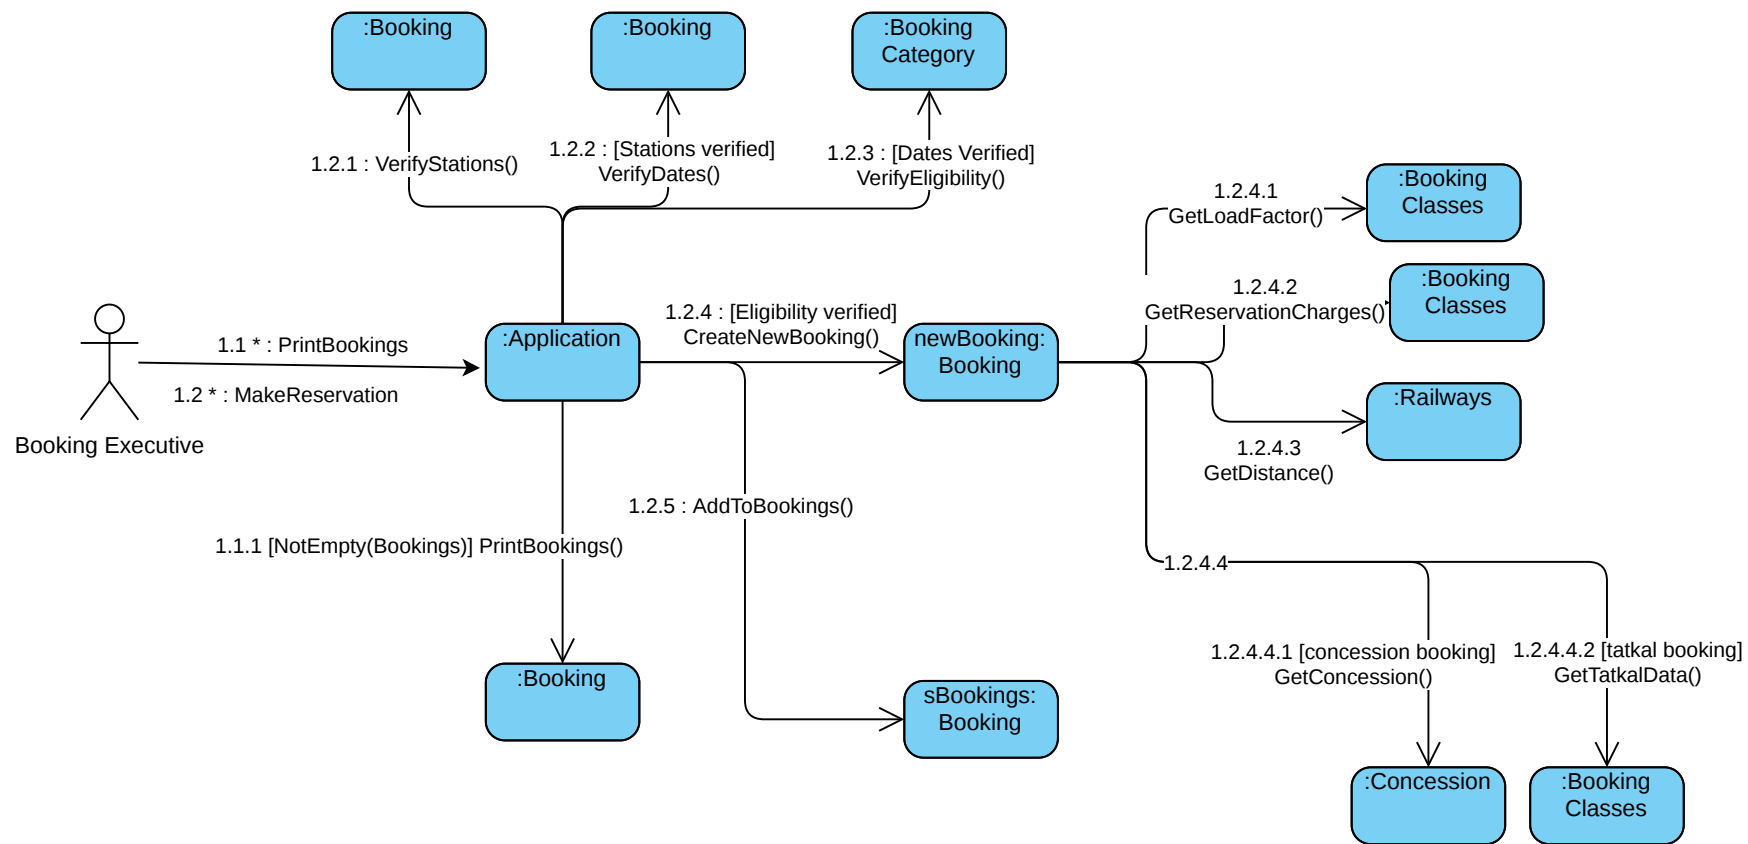 :Booking
:Booking
:Booking
Category
1.2.1 : VerifyStations()
1.2.2 : [Stations verified]
VerifyDates()
1.2.3 : [Dates Verified]
VerifyEligibility()
:Booking
Classes
1.2.4.1
GetLoadFactor()
:Booking
Classes
1.2.4.2
GetReservationCharges()
1.1 * : PrintBookings
1.2 * : MakeReservation
Booking Executive
:Application
1.2.4 : [Eligibility verified]
CreateNewBooking()
newBooking:
Booking
:Railways
1.2.4.3
GetDistance()
1.2.5 : AddToBookings()
1.1.1 [NotEmpty(Bookings)] PrintBookings()
1.2.4.4
1.2.4.4.1 [concession booking]
GetConcession()
1.2.4.4.2 [tatkal booking]
GetTatkalData()
:Booking
sBookings:
Booking
:Concession
:Booking
Classes